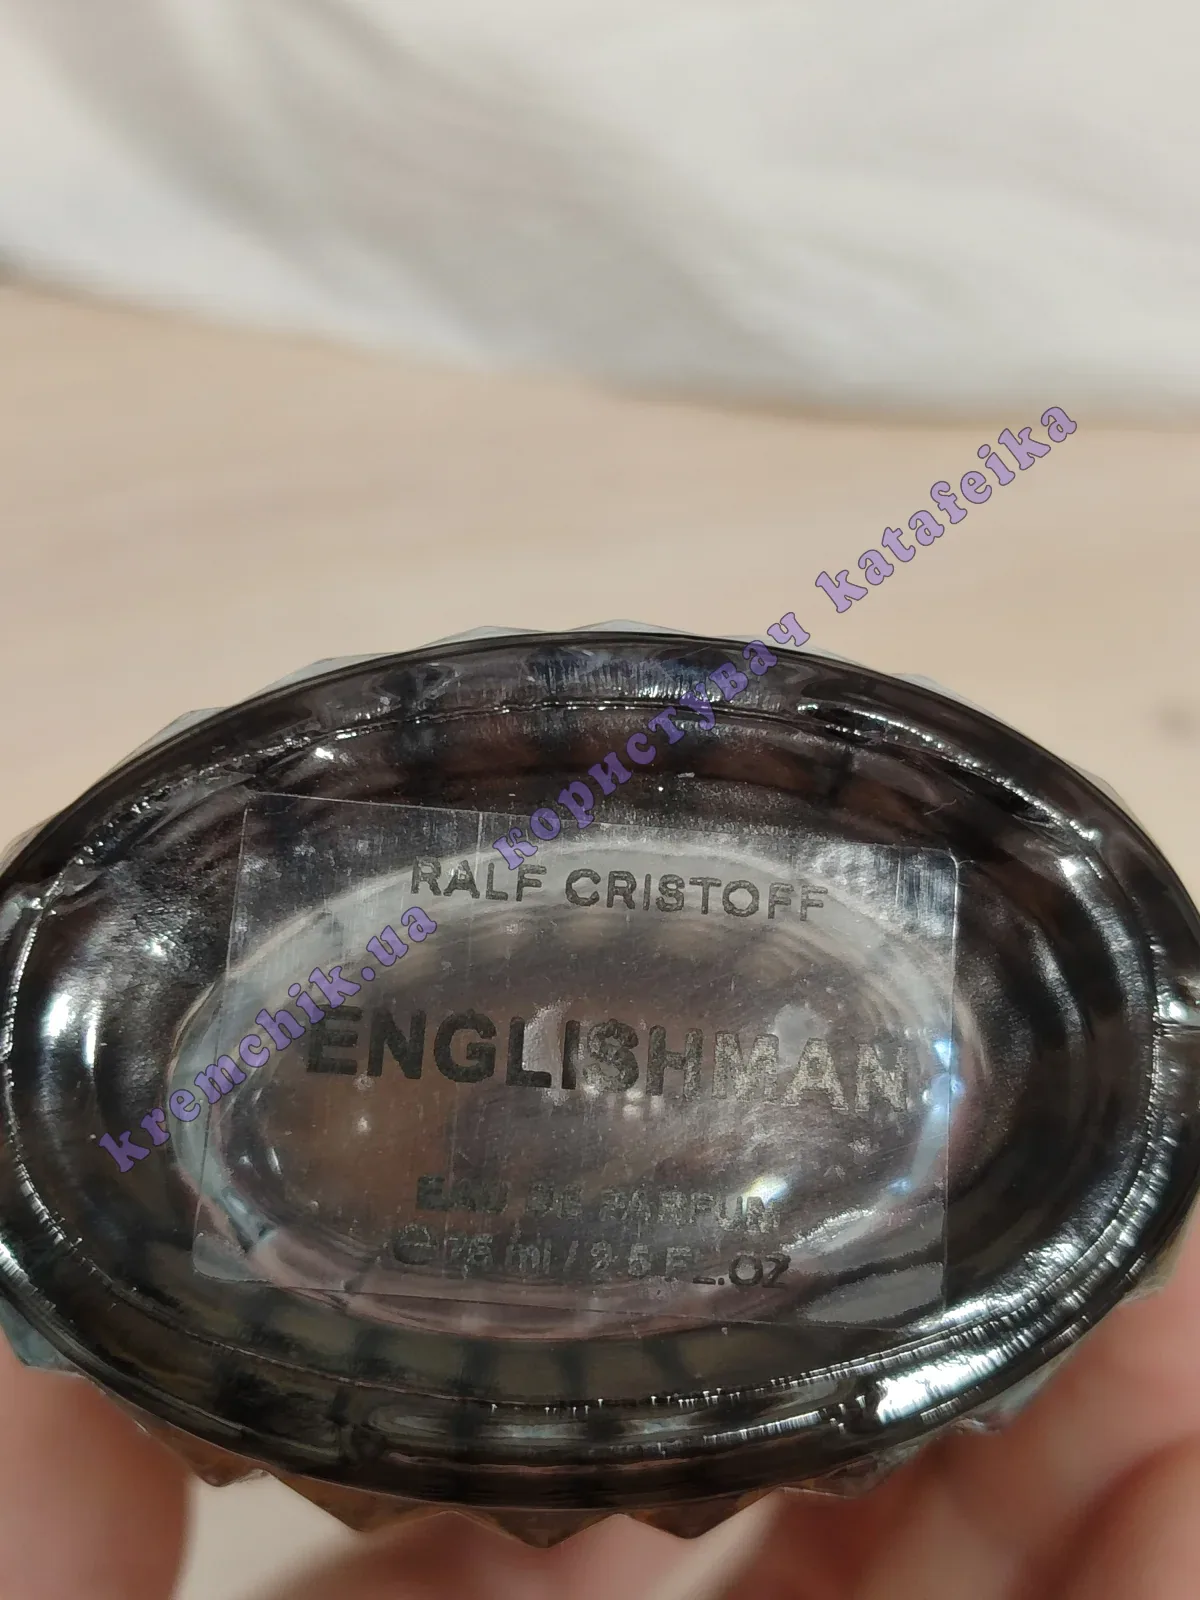 RALF CRISTOFF
ENGLISHMAN
EAU DE PARFUM
℮ 75 ml / 2.5 FL.OZ
kremchik.ua користувач katafeika